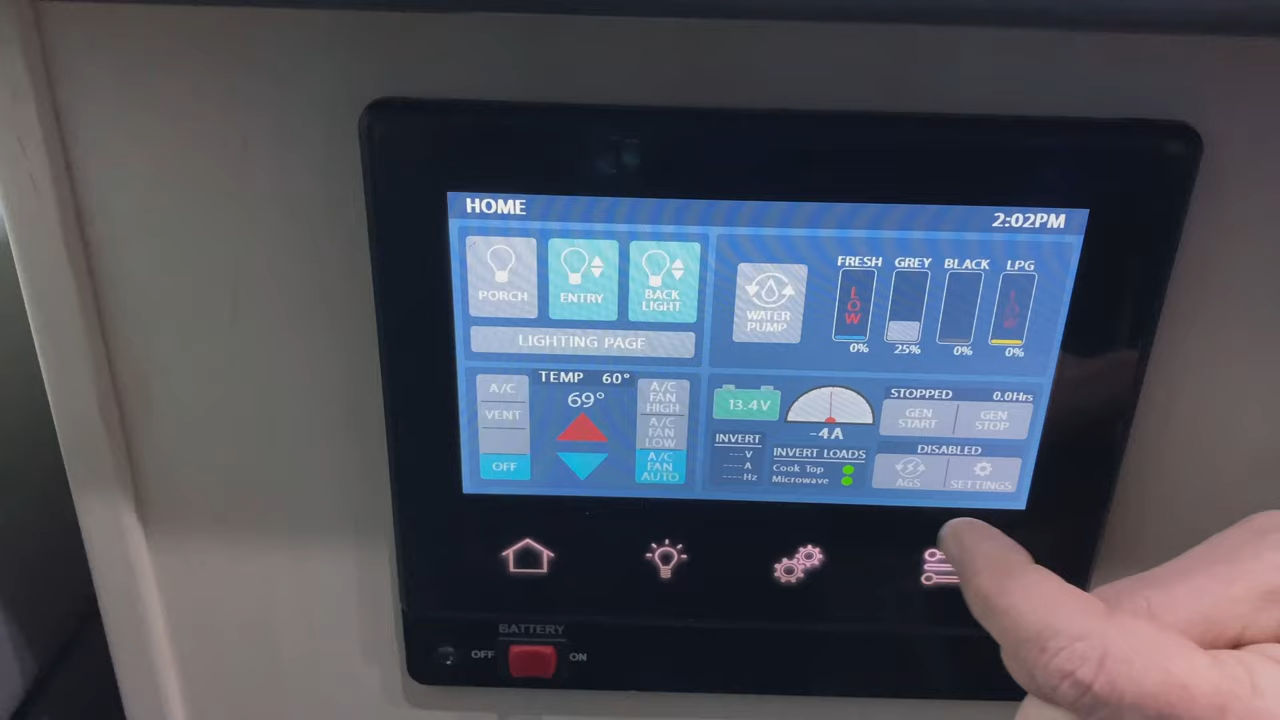 HOME
2:02PM
PORCH
ENTRY
BACK
LIGHT
LIGHTING PAGE
WATER
PUMP
FRESH GREY BLACK LPG
LOW
LOW
0% 25% 0% 0%
A/C
VENT
OFF
TEMP 60°
69°
A/C
FAN
HIGH
A/C
FAN
LOW
A/C
FAN
AUTO
13.4V
-4A
INVERT
---V
----A
----Hz
INVERT LOADS
Cook Top
Microwave
STOPPED 0.0Hrs
GEN
START
GEN
STOP
DISABLED
AGS
SETTINGS
BATTERY
OFF ON